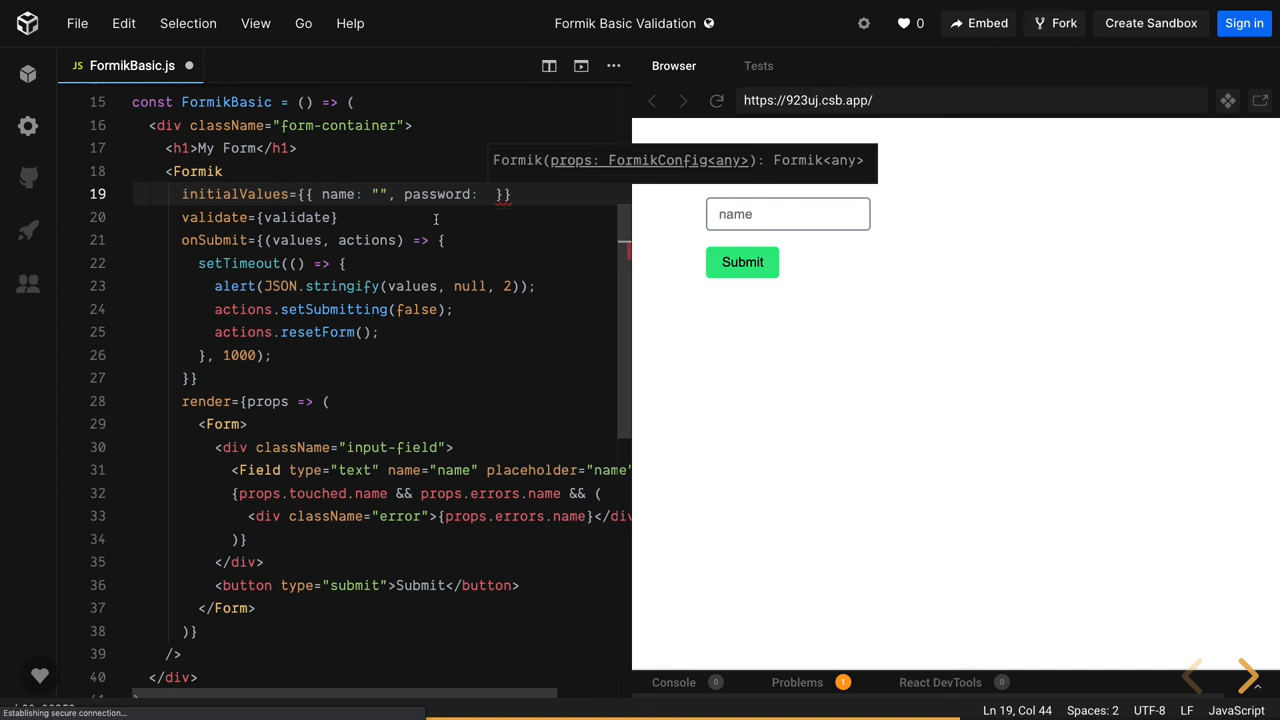 File Edit Selection View Go Help Formik Basic Validation 0 Embed Fork Create Sandbox Sign in
JS FormikBasic.js
Browser Tests
https://923uj.csb.app/
15 const FormikBasic = () => (
16 <div className="form-container">
17 <h1>My Form</h1>
18 <Formik
Formik(props: FormikConfig<any>): Formik<any>
19 initialValues={{ name: "", password: }}
20 validate={validate}
21 onSubmit={(values, actions) => {
22 setTimeout(() => {
23 alert(JSON.stringify(values, null, 2));
24 actions.setSubmitting(false);
25 actions.resetForm();
26 }, 1000);
27 }}
28 render={props => (
29 <Form>
30 <div className="input-field">
31 <Field type="text" name="name" placeholder="name"
32 {props.touched.name && props.errors.name && (
33 <div className="error">{props.errors.name}</div
34 )}
35 </div>
36 <button type="submit">Submit</button>
37 </Form>
38 )}
39 />
40 </div>
name
Submit
Console 0 Problems 1 React DevTools 0
Establishing secure connection...
Ln 19, Col 44 Spaces: 2 UTF-8 LF JavaScript